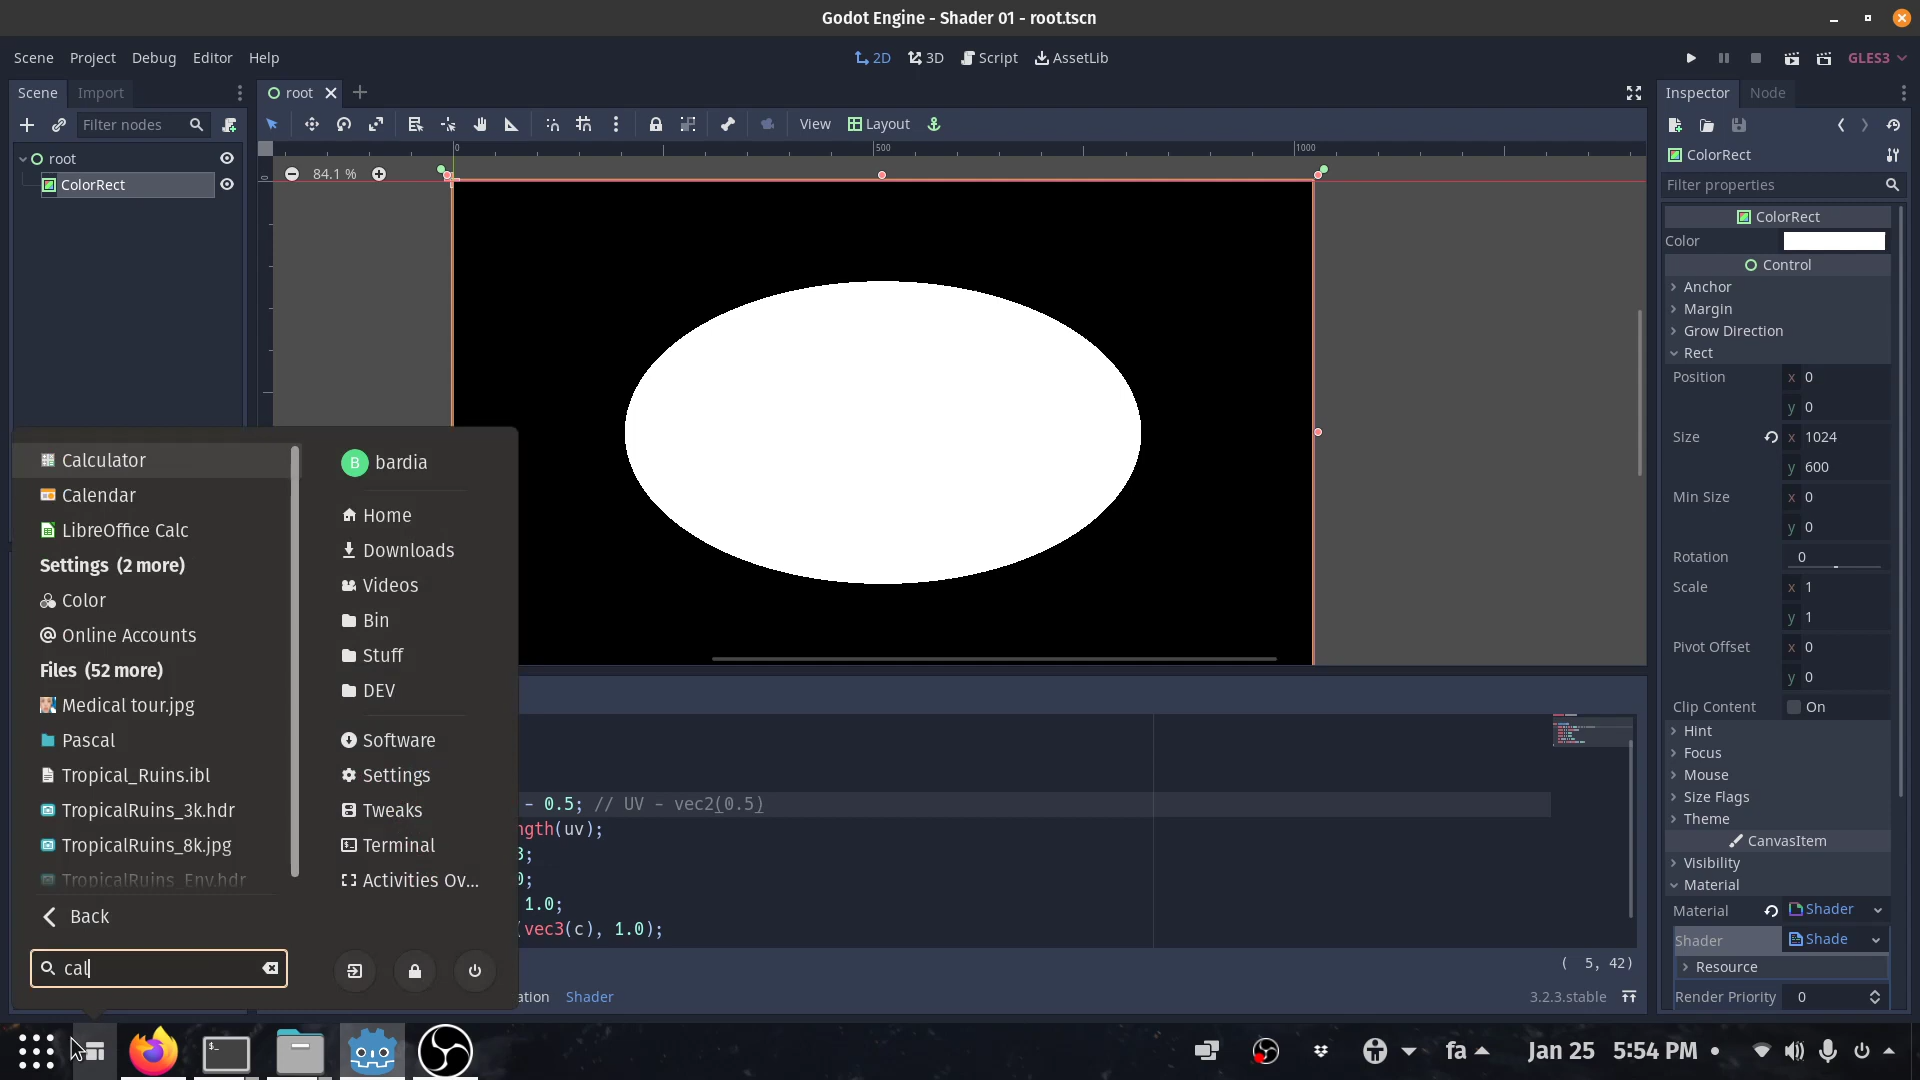 Godot Engine - Shader 01 - root.tscn
Scene Project Debug Editor Help
2D 3D Script AssetLib
GLES3
Scene Import
root
Inspector Node
Filter nodes
View Layout
0 500 1000
0
84.1 %
root
ColorRect
ColorRect
Filter properties
ColorRect
Color
Control
Anchor
Margin
Grow Direction
Rect
Position x 0
y 0
Size x 1024
y 600
Min Size x 0
y 0
Rotation 0
Scale x 1
y 1
Pivot Offset x 0
y 0
Clip Content On
Hint
Focus
Mouse
Size Flags
Theme
CanvasItem
Visibility
Material
Material Shader
Shader Shade
Resource
Render Priority 0
Calculator
Calendar
LibreOffice Calc
Settings (2 more)
Color
Online Accounts
Files (52 more)
Medical tour.jpg
Pascal
Tropical_Ruins.ibl
TropicalRuins_3k.hdr
TropicalRuins_8k.jpg
TropicalRuins_Env.hdr
Back
cal
B bardia
Home
Downloads
Videos
Bin
Stuff
DEV
Software
Settings
Tweaks
Terminal
Activities Ov...
- 0.5; // UV - vec2(0.5)
ngth(uv);
;
;
1.0;
(vec3(c), 1.0);
( 5, 42)
ation Shader
3.2.3.stable
fa
Jan 25 5:54 PM